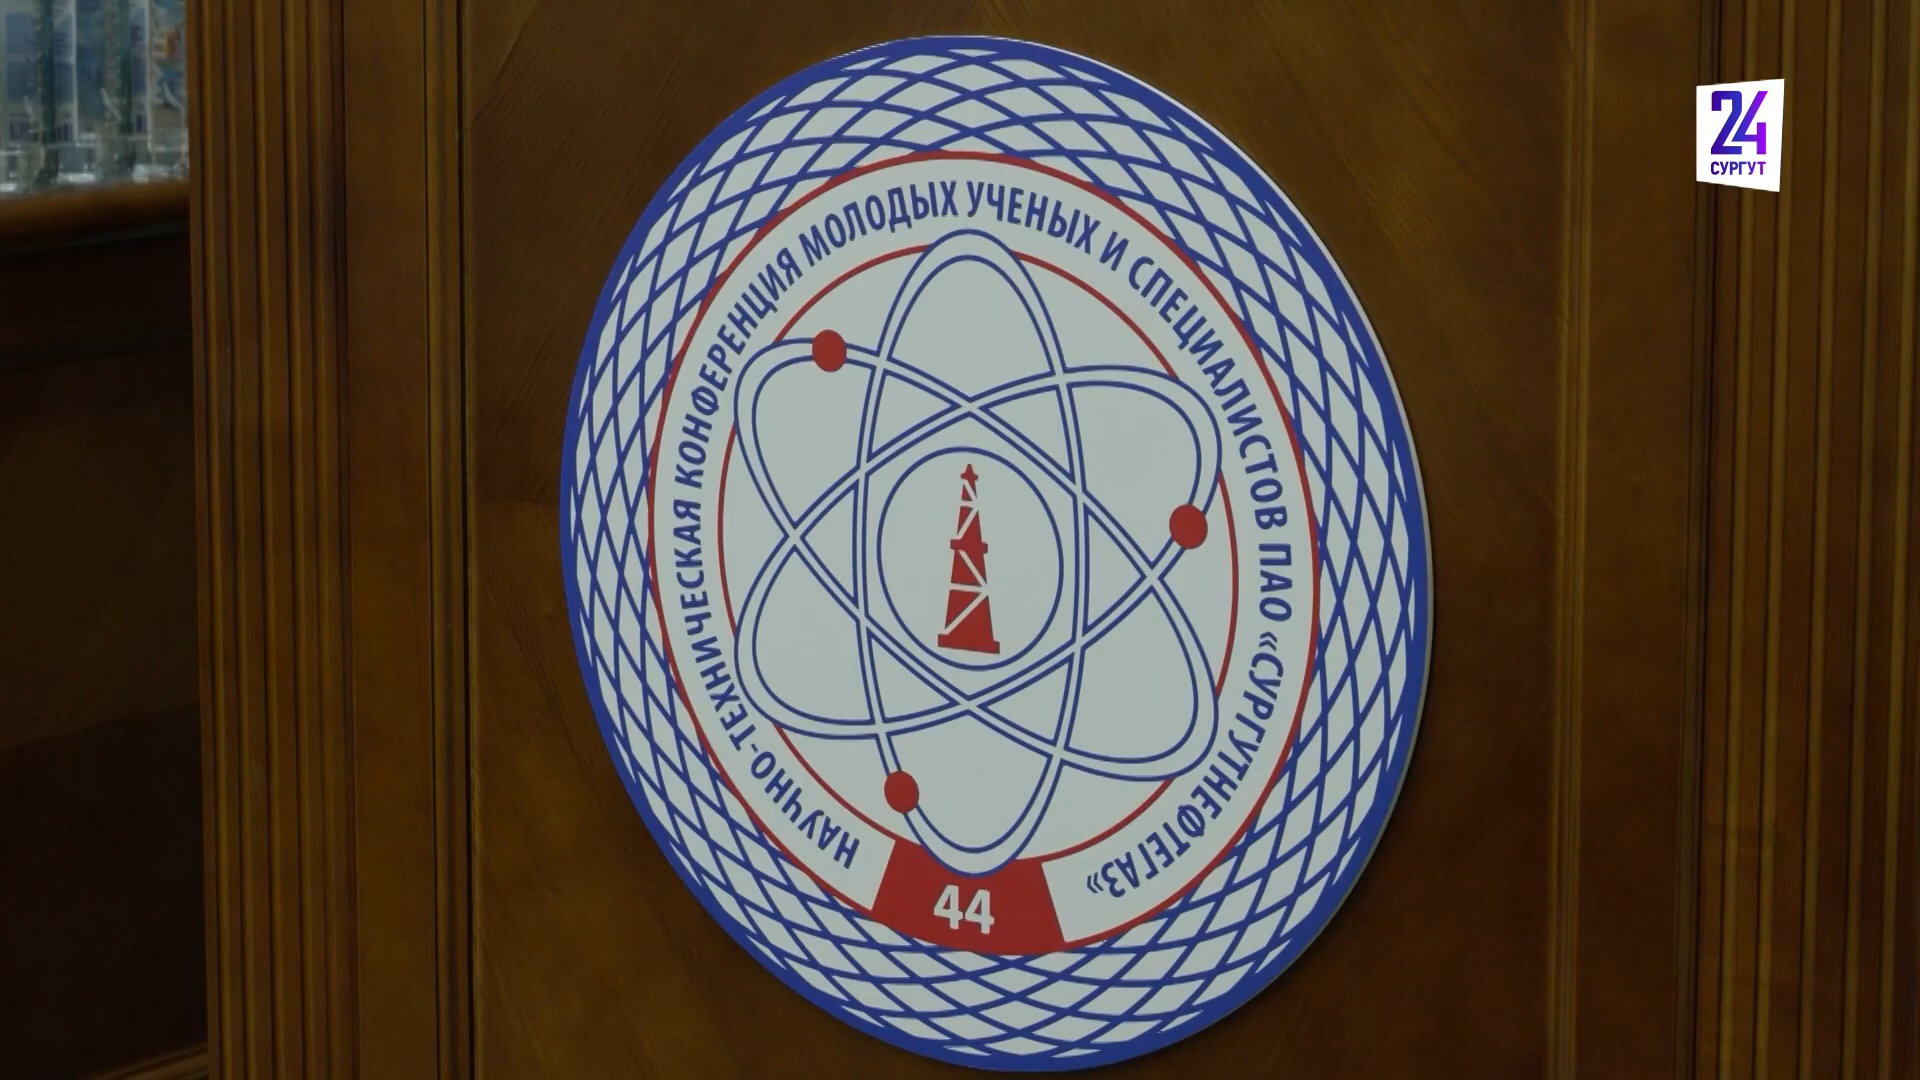 НАУЧНО-ТЕХНИЧЕСКАЯ КОНФЕРЕНЦИЯ МОЛОДЫХ УЧЕНЫХ И СПЕЦИАЛИСТОВ ПАО «СУРГУТНЕФТЕГАЗ»
44
24
СУРГУТ